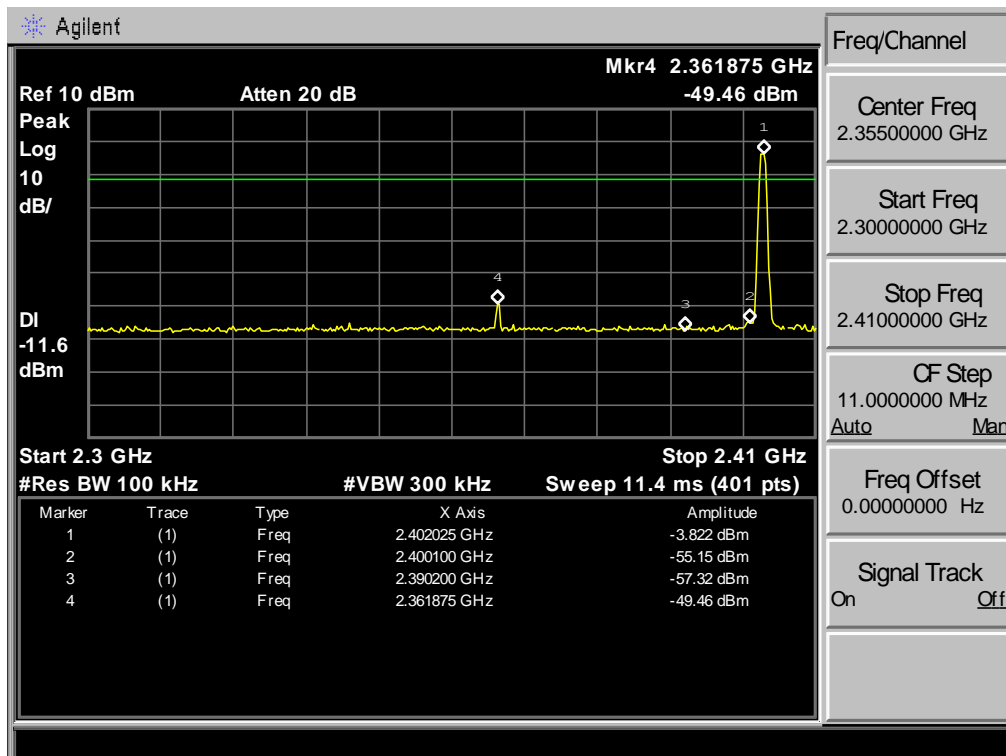 Agilent
Freq/Channel
Mkr4 2.361875 GHz
Ref 10 dBm Atten 20 dB -49.46 dBm
Peak
Log
10
dB/
1
4
3
2
DI
-11.6
dBm
Start 2.3 GHz Stop 2.41 GHz
#Res BW 100 kHz #VBW 300 kHz Sweep 11.4 ms (401 pts)
Marker Trace Type X Axis Amplitude
1 (1) Freq 2.402025 GHz -3.822 dBm
2 (1) Freq 2.400100 GHz -55.15 dBm
3 (1) Freq 2.390200 GHz -57.32 dBm
4 (1) Freq 2.361875 GHz -49.46 dBm
Center Freq
2.35500000 GHz
Start Freq
2.30000000 GHz
Stop Freq
2.41000000 GHz
CF Step
11.0000000 MHz
Auto Man
Freq Offset
0.00000000 Hz
Signal Track
On Off